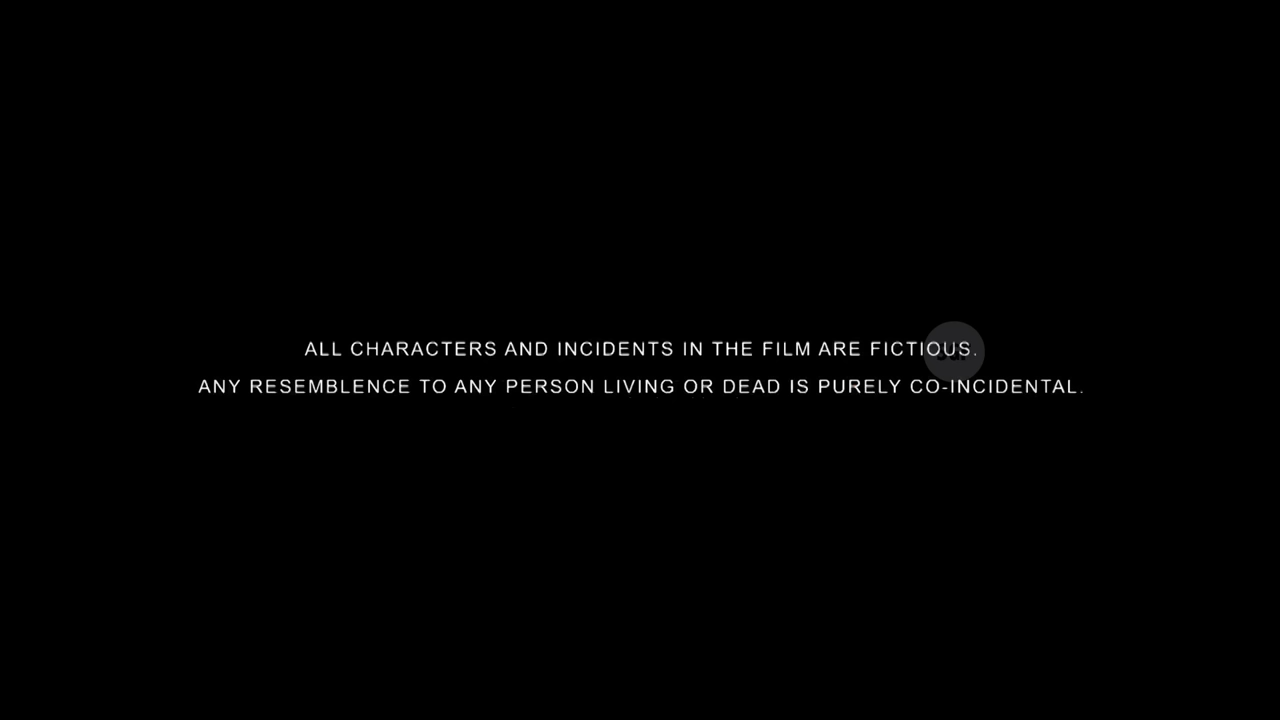 ALL CHARACTERS AND INCIDENTS IN THE FILM ARE FICTIOUS.
ANY RESEMBLENCE TO ANY PERSON LIVING OR DEAD IS PURELY CO-INCIDENTAL.